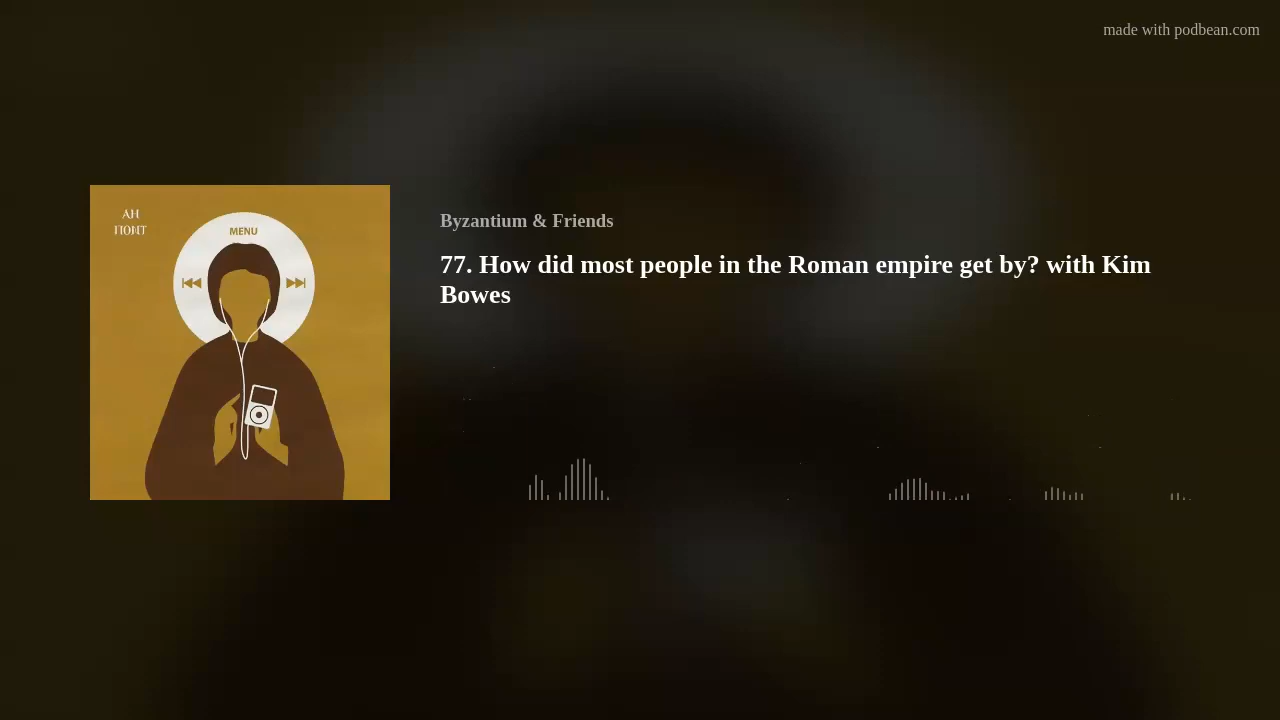 made with podbean.com
ΑΗ
ΠΟΝΤ
MENU
Byzantium & Friends
77. How did most people in the Roman empire get by? with Kim
Bowes